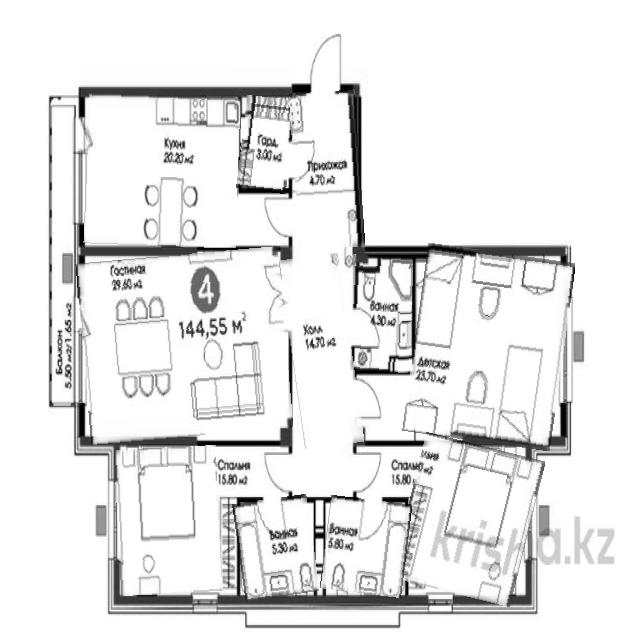 Кухня
20.20 м2
Гард.
3.00 м2
Прихожая
4.70 м2
Гостиная
29.60 м2
4
144,55 м2
Балкон
5.50 м2/1.65 м2
Холл
14.70 м2
Ванная
4.30 м2
Детская
23.70 м2
Спальня
15.80 м2
Ванная
5.30 м2
Ванная
5.80 м2
Спальня
15.80 м2
krisha.kz